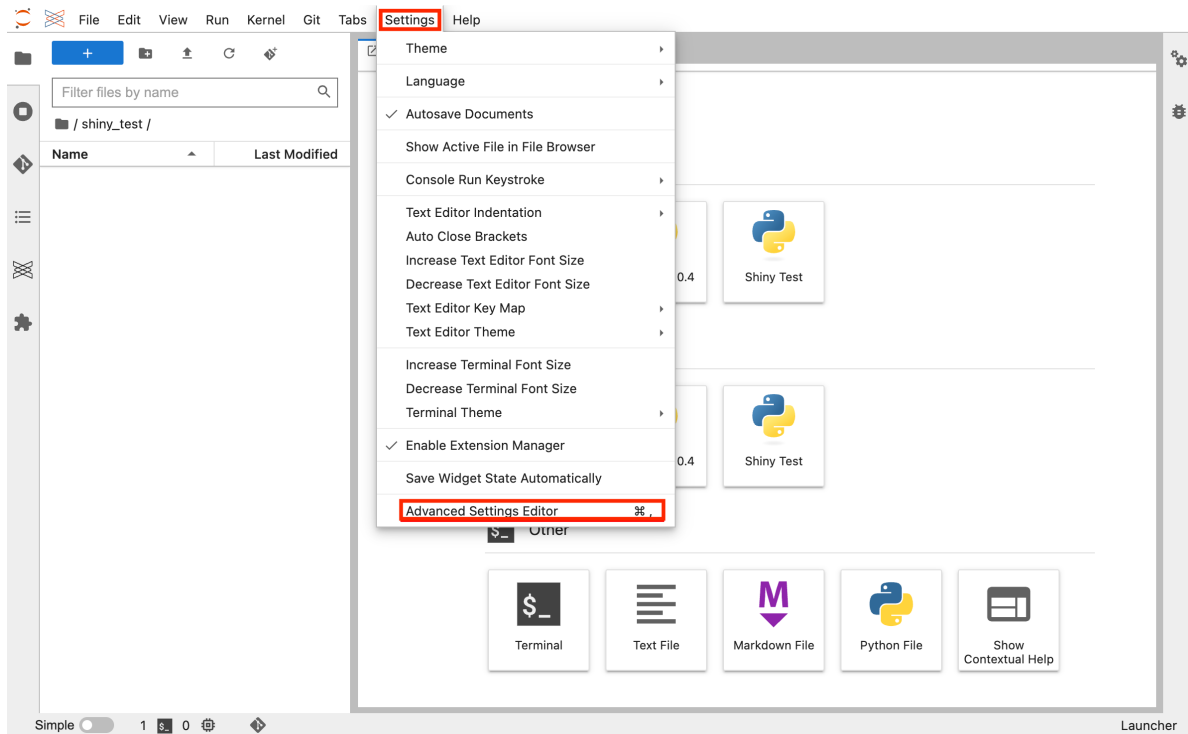 File Edit View Run Kernel Git Tabs Settings Help
+
Filter files by name
/ shiny_test /
Name Last Modified
Theme
Language
Autosave Documents
Show Active File in File Browser
Console Run Keystroke
Text Editor Indentation
Auto Close Brackets
Increase Text Editor Font Size
Decrease Text Editor Font Size
Text Editor Key Map
Text Editor Theme
Increase Terminal Font Size
Decrease Terminal Font Size
Terminal Theme
Enable Extension Manager
Save Widget State Automatically
Advanced Settings Editor ⌘ ,
0.4 Shiny Test
0.4 Shiny Test
$_ Other
$_
M
Terminal Text File Markdown File Python File Show
Contextual Help
Simple 1 $_ 0 Launcher